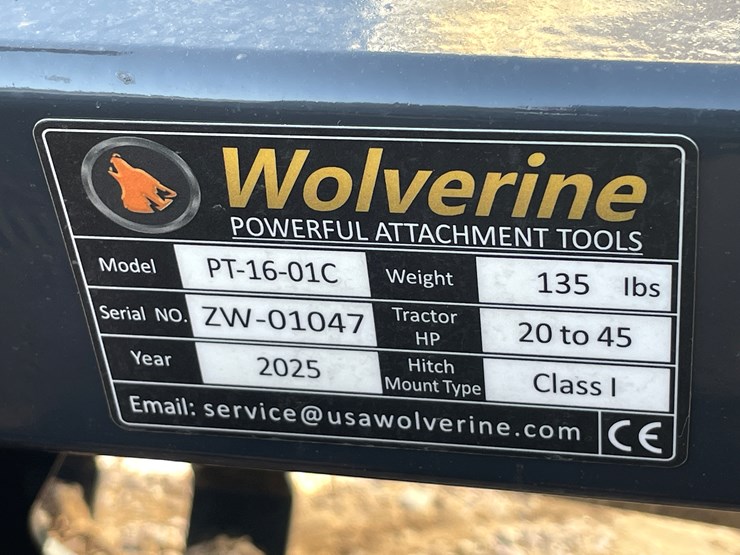 Wolverine
POWERFUL ATTACHMENT TOOLS
Model PT-16-01C Weight 135 lbs
Serial NO. ZW-01047 Tractor HP 20 to 45
Year 2025 Hitch Mount Type Class I
Email: service@usawolverine.com CE